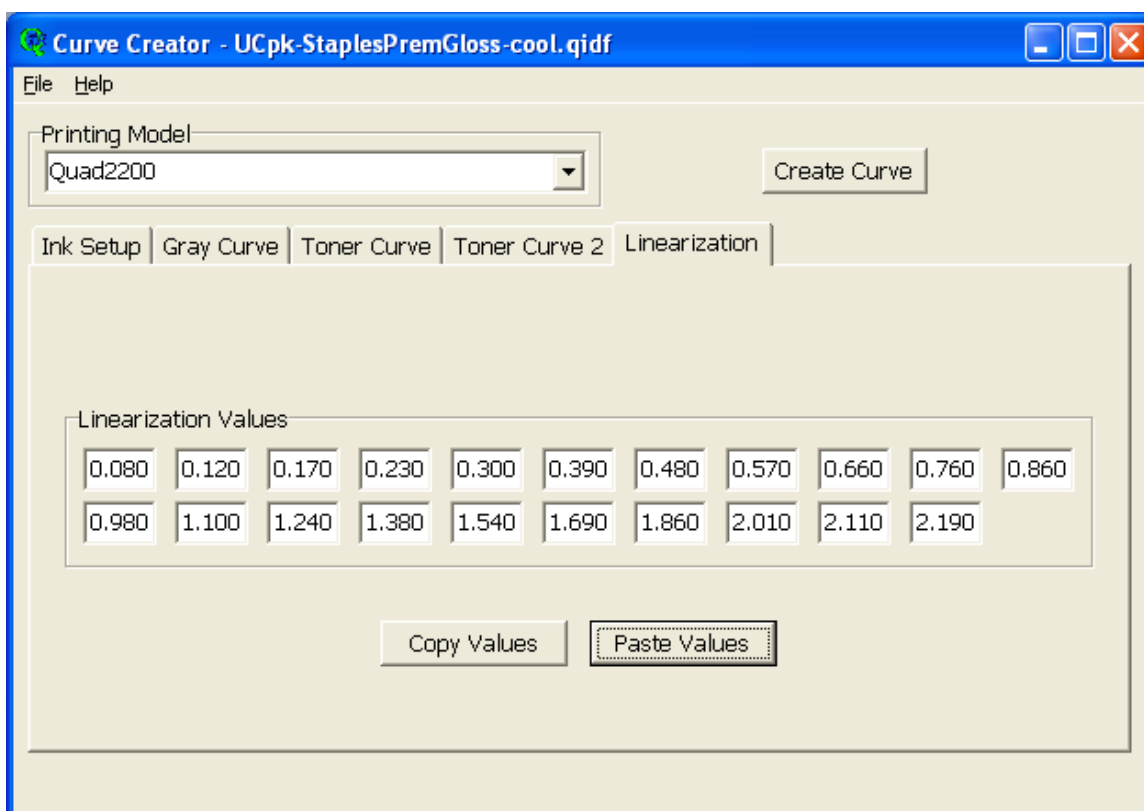 Curve Creator - UCpk-StaplesPremGloss-cool.qidf
File Help
Printing Model
Quad2200
Create Curve
Ink Setup Gray Curve Toner Curve Toner Curve 2 Linearization
Linearization Values
0.080 0.120 0.170 0.230 0.300 0.390 0.480 0.570 0.660 0.760 0.860
0.980 1.100 1.240 1.380 1.540 1.690 1.860 2.010 2.110 2.190
Copy Values Paste Values